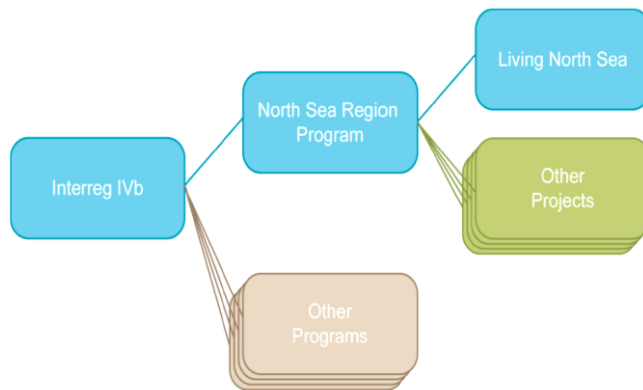 Living North Sea
North Sea Region
Program
Interreg IVb
Other
Projects
Other
Programs